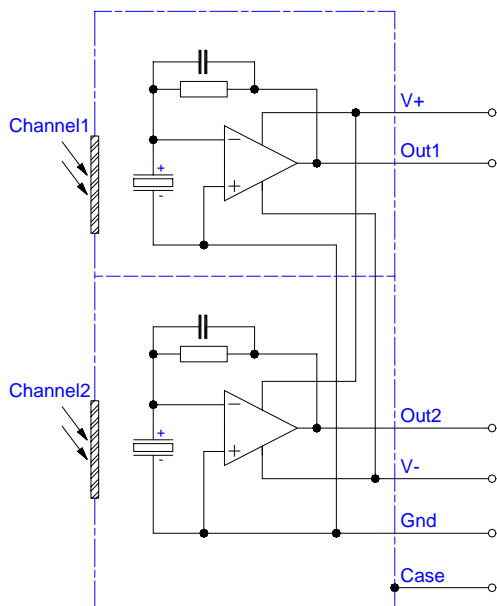 V+
Channel1
Out1
−
+
+
-
Channel2
Out2
−
+
+
-
V-
Gnd
Case